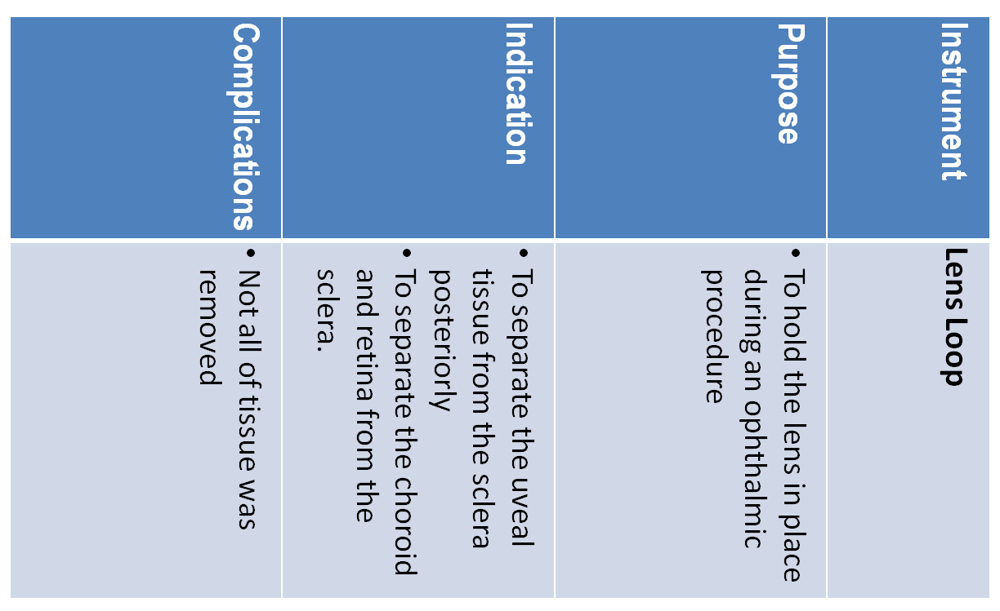 Instrument
Lens Loop
Purpose
• To hold the lens in place
during an ophthalmic
procedure
Indication
• To separate the uveal
tissue from the sclera
posteriorly
• To separate the choroid
and retina from the
sclera.
Complications
• Not all of tissue was
removed